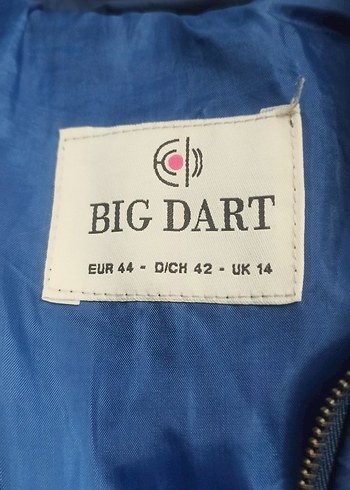 BIG DART
EUR 44 - D/CH 42 - UK 14